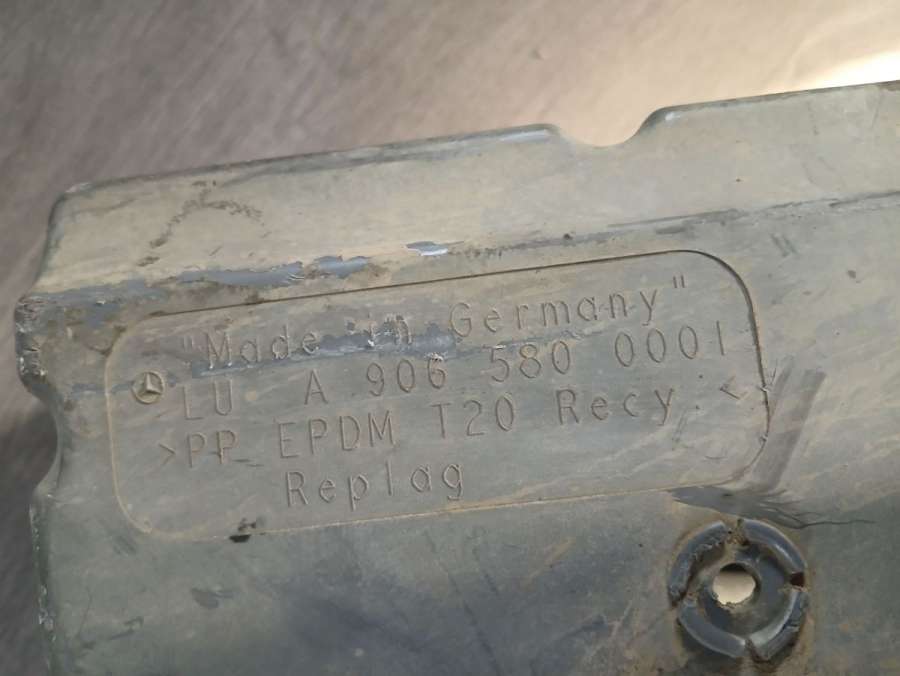 "Made in Germany"
LU A 906 580 0001
>PP EPDM T20 Recy.<
Replag